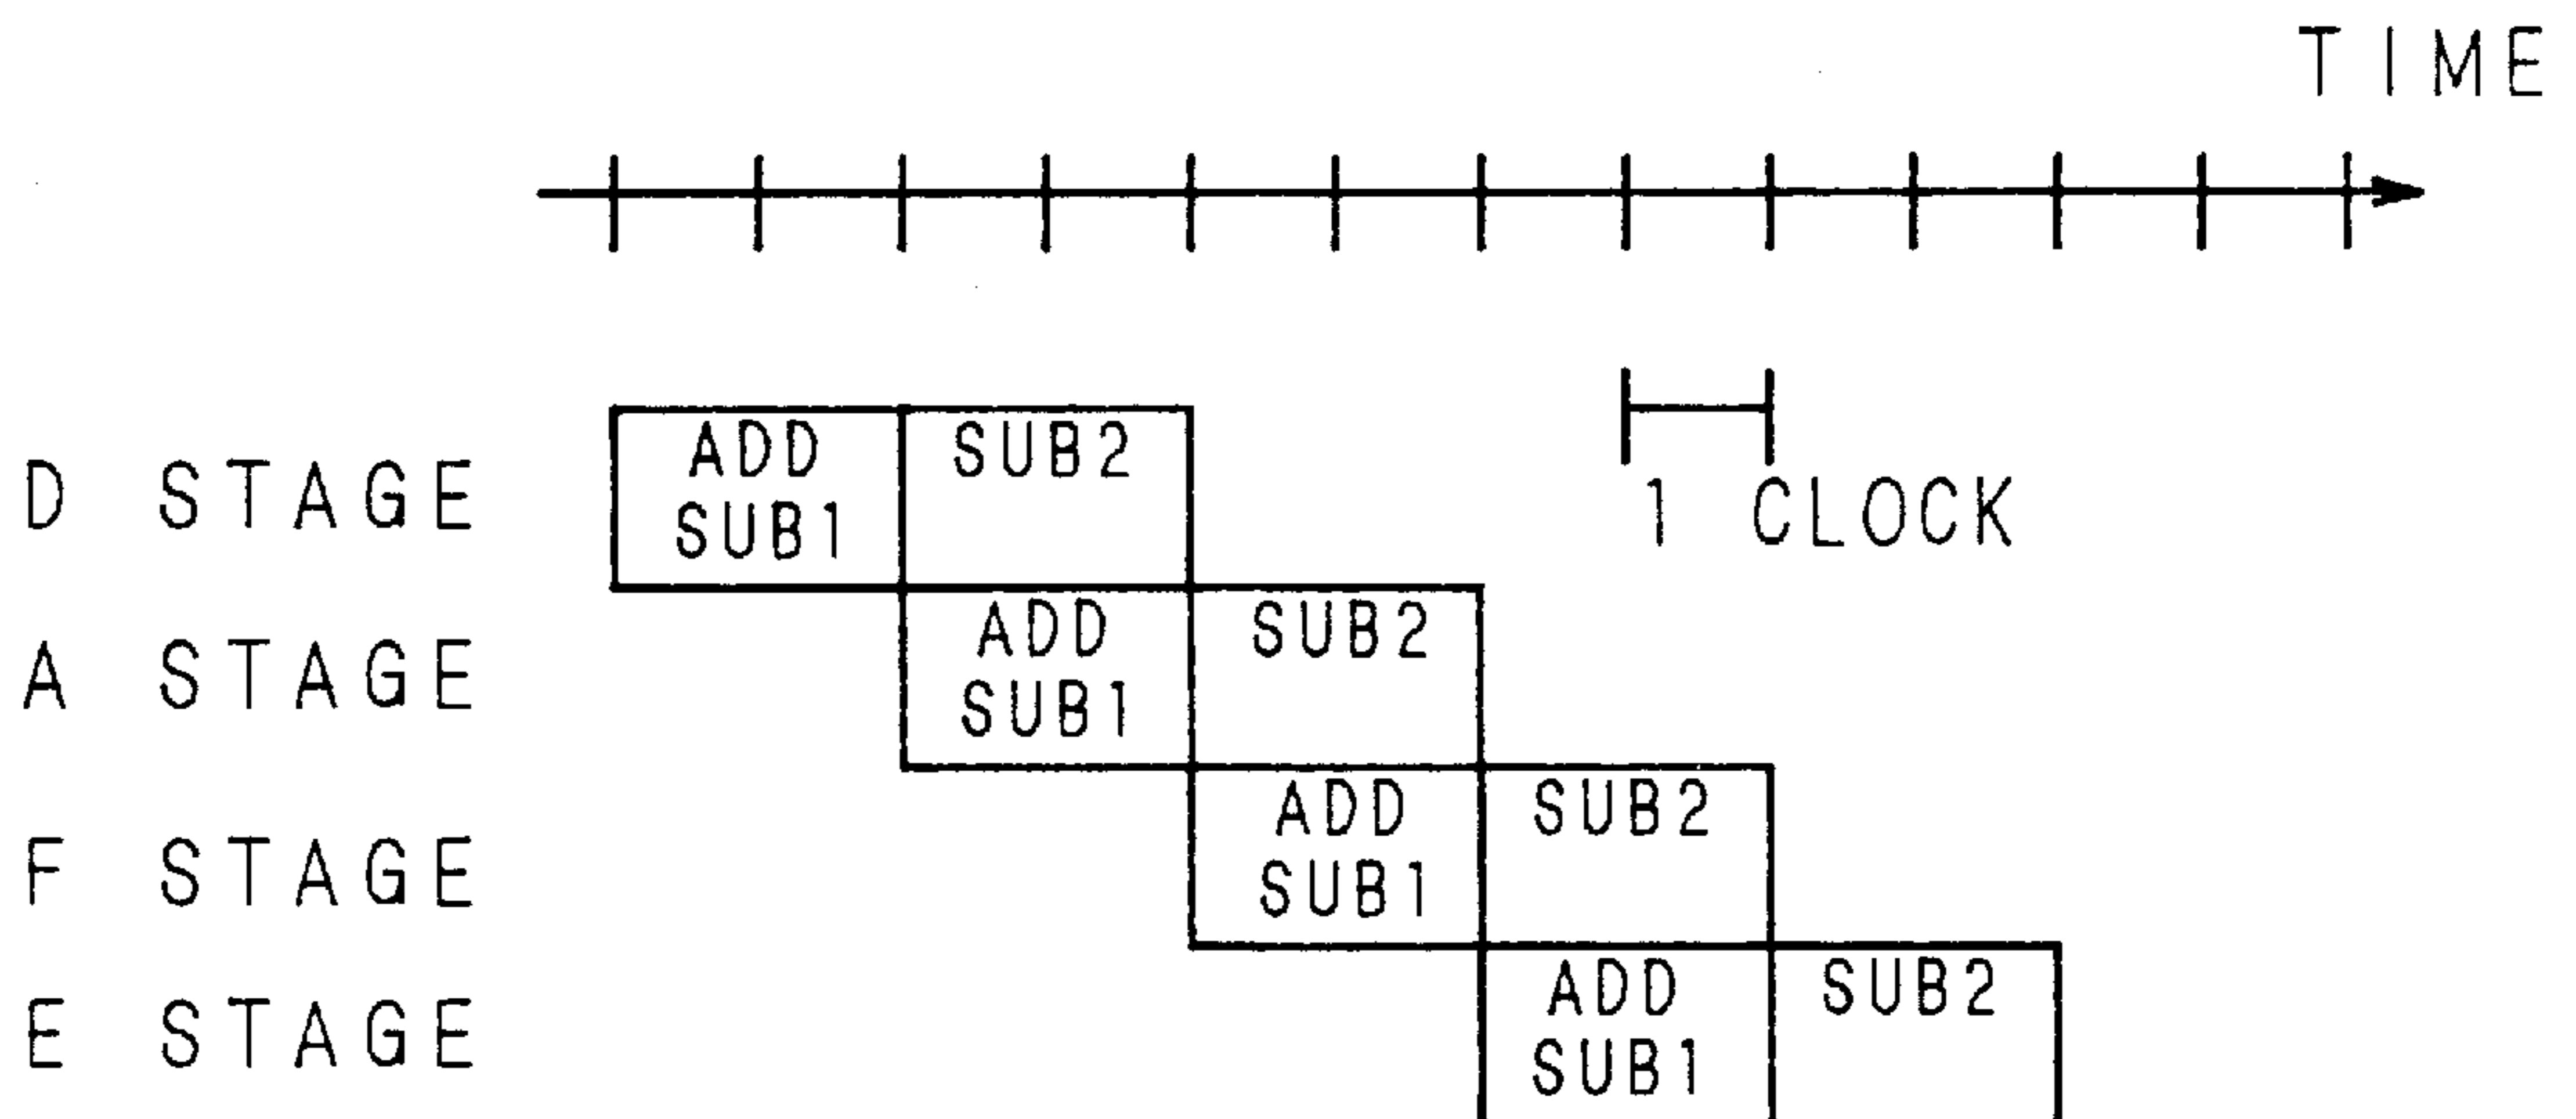 TIME
ADD SUB2
D STAGE SUB1 1 CLOCK
ADD SUB2
A STAGE SUB1
ADD SUB2
F STAGE SUB1
ADD SUB2
E STAGE SUB1